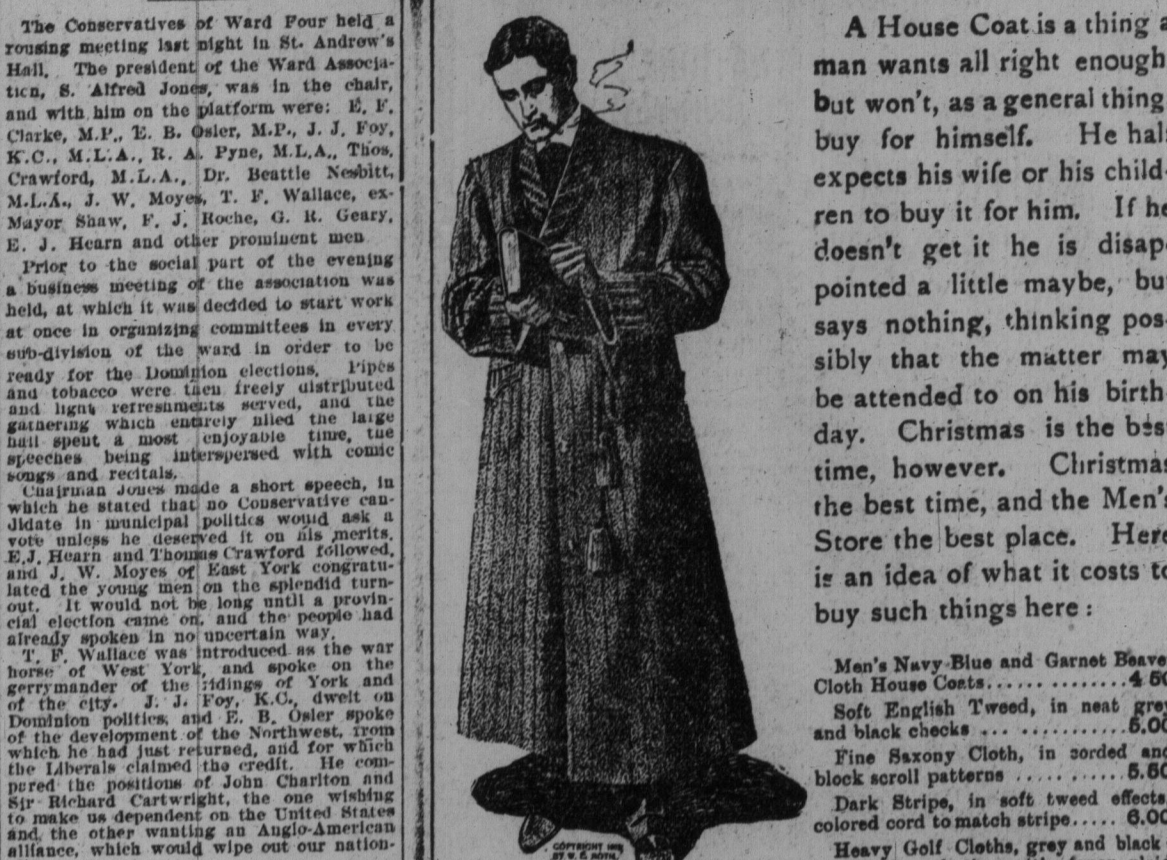 The Conservatives of Ward Four held a
rousing meeting last night in St. Andrew's
Hall. The president of the Ward Associa-
tion, S. Alfred Jones, was in the chair,
and with him on the platform were: E. F.
Clarke, M.P., E. B. Osler, M.P., J. J. Foy,
K.C., M.L.A., R. A. Pyne, M.L.A., Thos.
Crawford, M.L.A., Dr. Beattie Nesbitt,
M.L.A., J. W. Moyes, T. F. Wallace, ex-
Mayor Shaw, F. J. Roche, G. R. Geary,
E. J. Hearn and other prominent men
Prior to the social part of the evening
a business meeting of the association was
held, at which it was decided to start work
at once in organizing committees in every
sub-division of the ward in order to be
ready for the Dominion elections. Pipes
and tobacco were then freely distributed
and light refreshments served, and the
gathering which entirely filled the large
hall spent a most enjoyable time, the
speeches being interspersed with comic
songs and recitals.
Chairman Jones made a short speech, in
which he stated that no Conservative can-
didate in municipal politics would ask a
vote unless he deserved it on his merits.
E.J. Hearn and Thomas Crawford followed,
and J. W. Moyes of East York congratu-
lated the young men on the splendid turn-
out. It would not be long until a provin-
cial election came on, and the people had
already spoken in no uncertain way.
T. F. Wallace was introduced as the war
horse of West York, and spoke on the
gerrymander of the ridings of York and
of the city. J. J. Foy, K.C., dwelt on
Dominion politics, and E. B. Osler spoke
of the development of the Northwest, from
which he had just returned, and for which
the Liberals claimed the credit. He com-
pared the positions of John Charlton and
Sir Richard Cartwright, the one wishing
to make us dependent on the United States
and the other wanting an Anglo-American
alliance, which would wipe out our nation-
COPYRIGHT
BY W. C. ROTH
A House Coat is a thing a
man wants all right enough
but won't, as a general thing,
buy for himself. He half
expects his wife or his child-
ren to buy it for him. If he
doesn't get it he is disap-
pointed a little maybe, but
says nothing, thinking pos-
sibly that the matter may
be attended to on his birth-
day. Christmas is the best
time, however. Christmas
the best time, and the Men's
Store the best place. Here
is an idea of what it costs to
buy such things here:
Men's Navy Blue and Garnet Beaver
Cloth House Coats.............4 50
Soft English Tweed, in neat grey
and black checks ... ...........5.00
Fine Saxony Cloth, in corded and
block scroll patterns ...........5.50
Dark Stripe, in soft tweed effects,
colored cord to match stripe.....6.00
Heavy Golf Cloths, grey and black